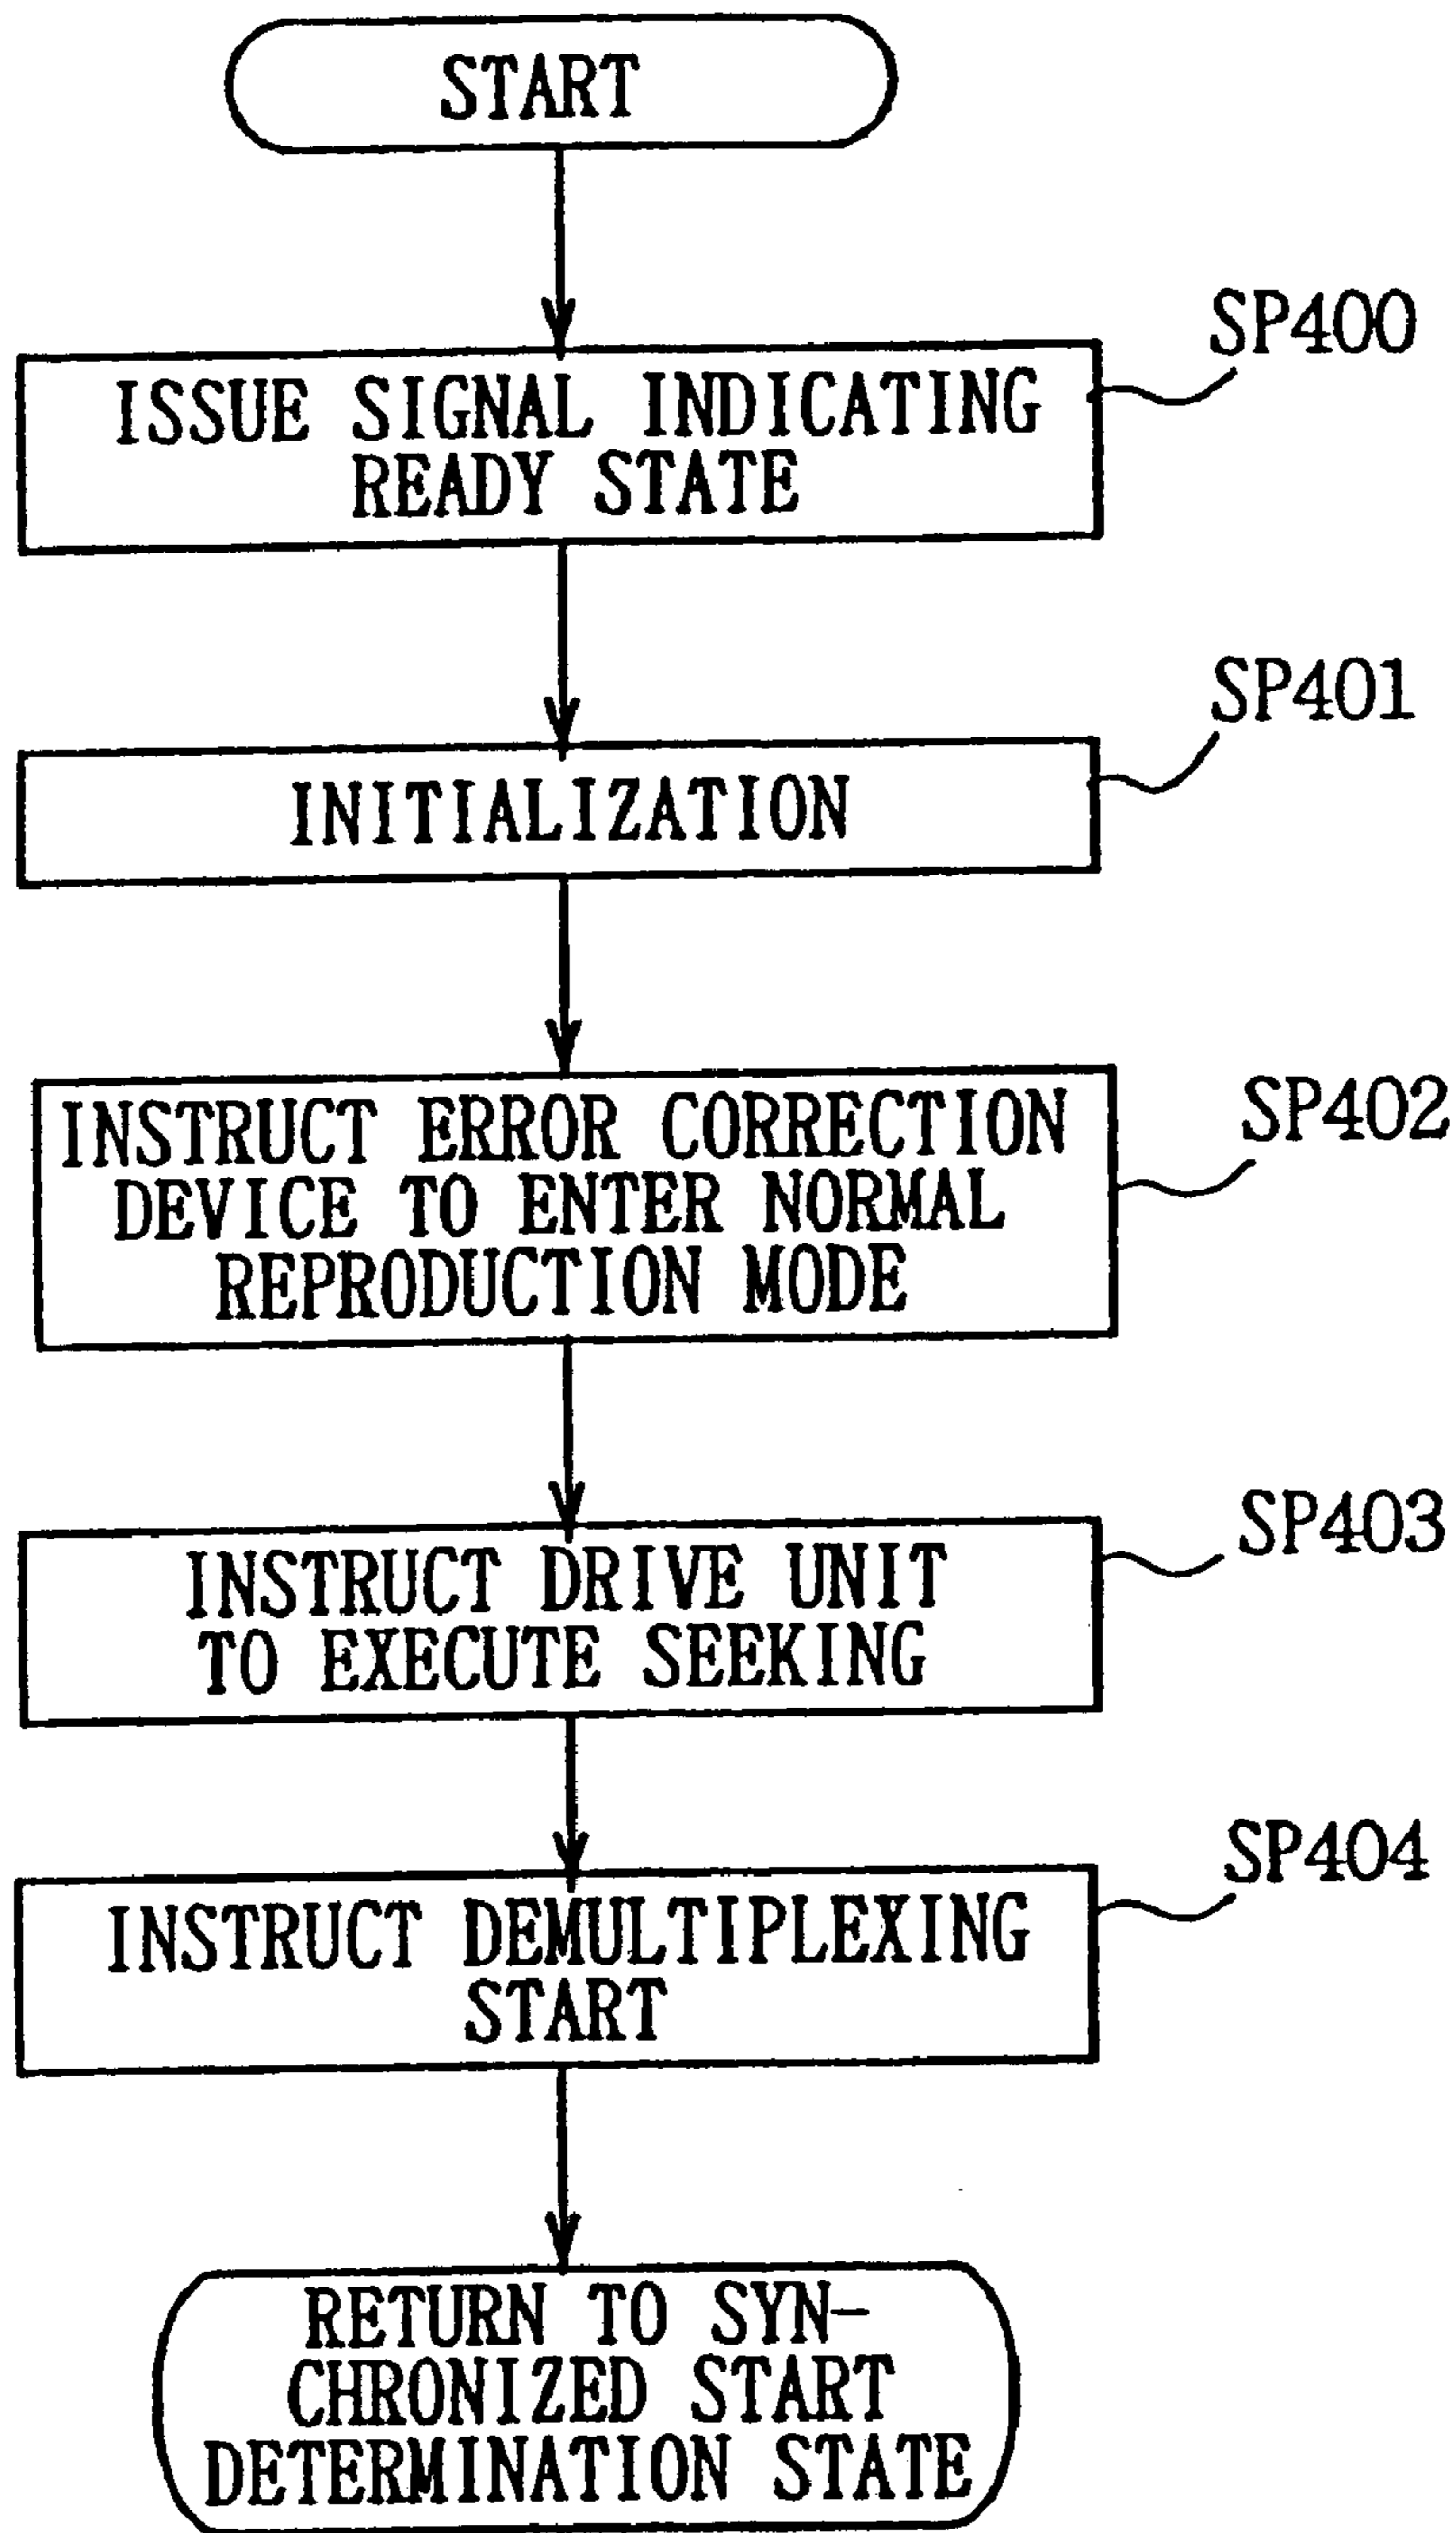 START
SP400
ISSUE SIGNAL INDICATING
READY STATE
SP401
INITIALIZATION
SP402
INSTRUCT ERROR CORRECTION
DEVICE TO ENTER NORMAL
REPRODUCTION MODE
SP403
INSTRUCT DRIVE UNIT
TO EXECUTE SEEKING
SP404
INSTRUCT DEMULTIPLEXING
START
RETURN TO SYN-
CHRONIZED START
DETERMINATION STATE